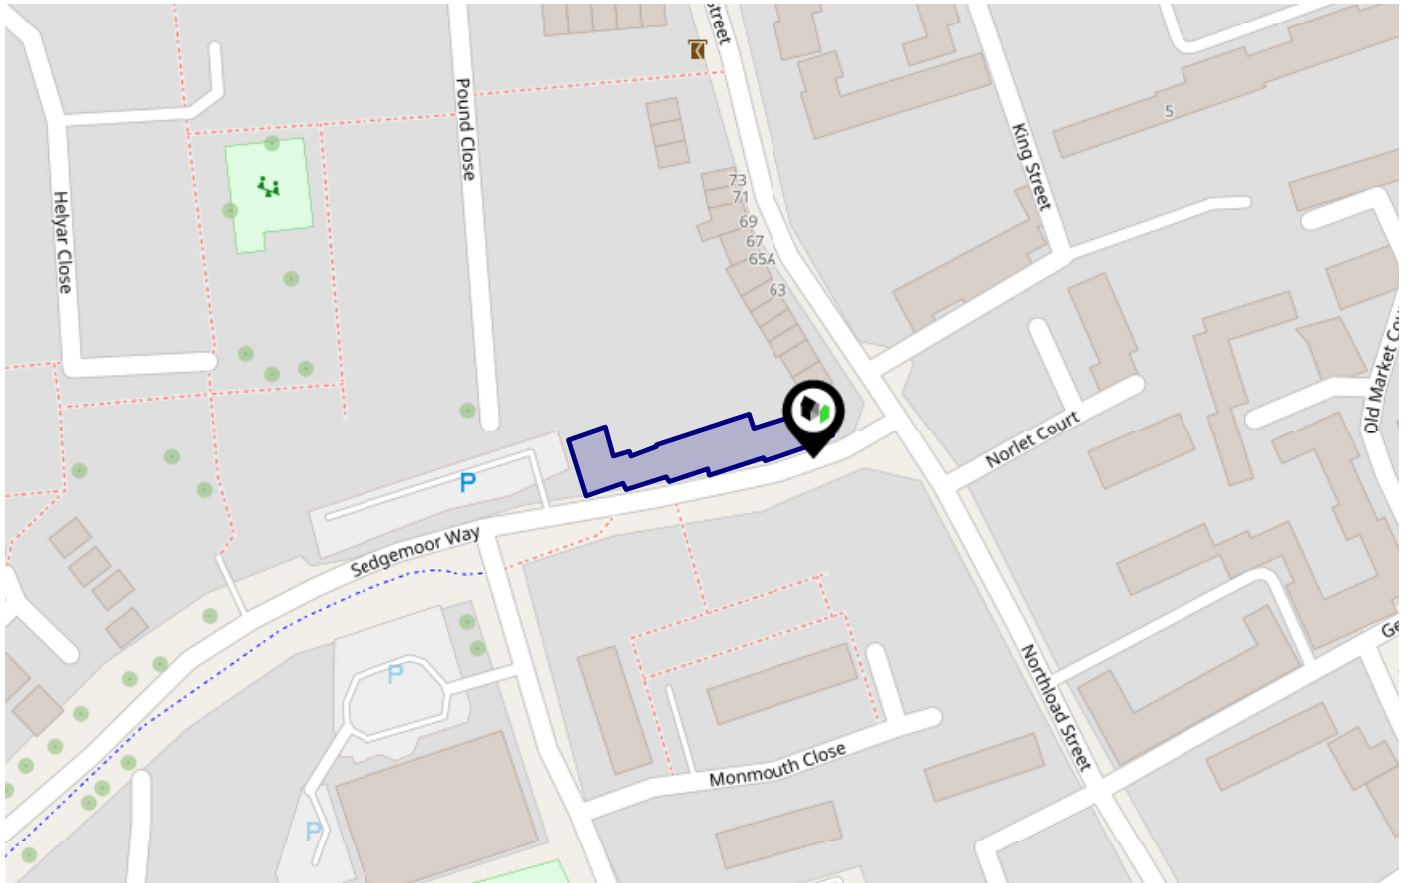 Street
Pound Close
5
King Street
73
71
69
67
65A
63
Helyar Close
Old Market Cou
Norlet Court
P
Sedgemoor Way
P
Northload Street
Ge
Monmouth Close
P